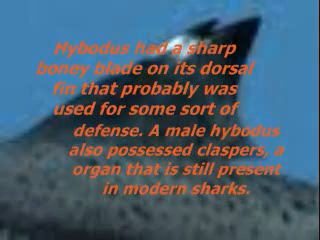 Hybodus had a sharp
boney blade on its dorsal
fin that probably was
used for some sort of
defense. A male hybodus
also possessed claspers, a
organ that is still present
in modern sharks.